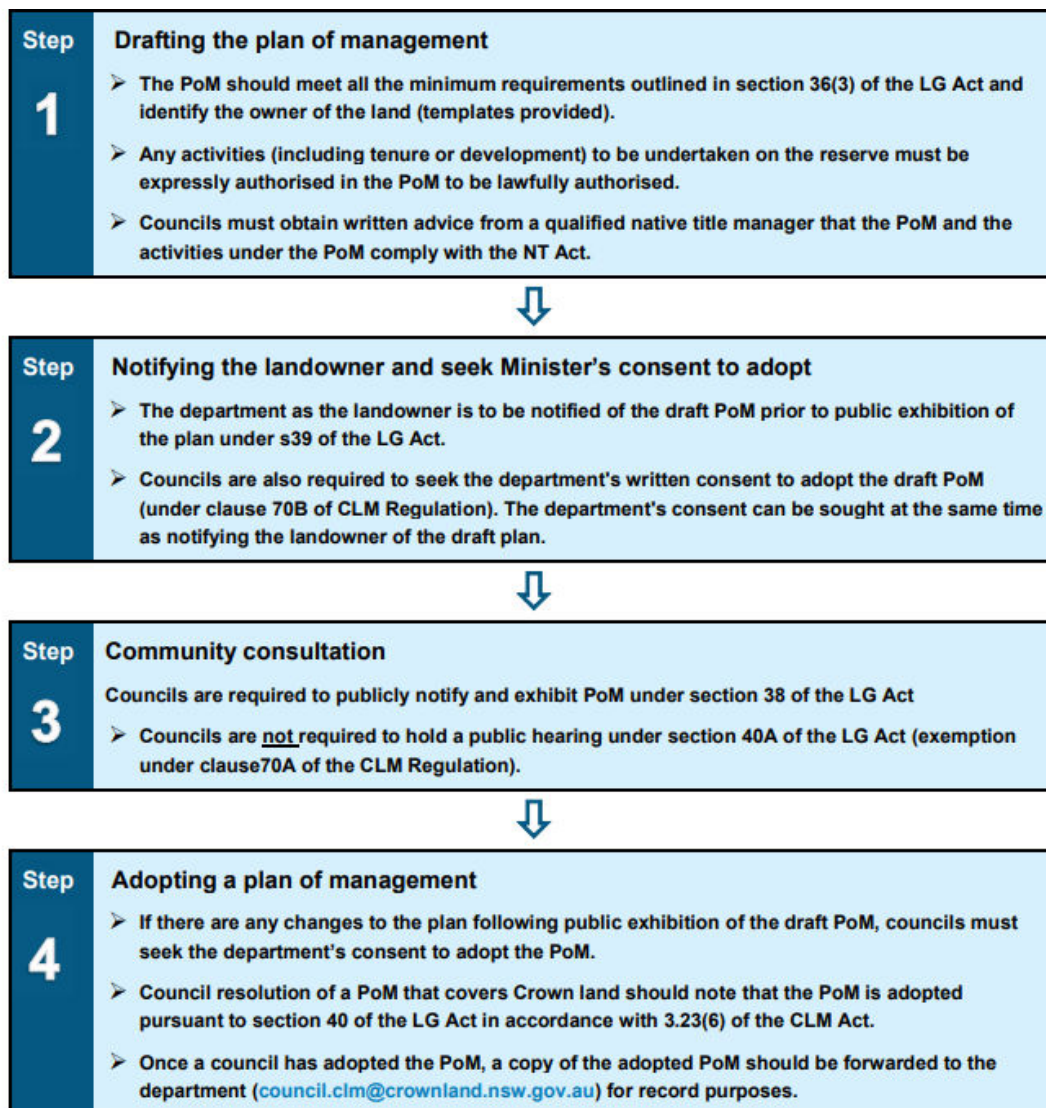 Step
1
Drafting the plan of management
➢ The PoM should meet all the minimum requirements outlined in section 36(3) of the LG Act and
identify the owner of the land (templates provided).
➢ Any activities (including tenure or development) to be undertaken on the reserve must be
expressly authorised in the PoM to be lawfully authorised.
➢ Councils must obtain written advice from a qualified native title manager that the PoM and the
activities under the PoM comply with the NT Act.
Step
2
Notifying the landowner and seek Minister's consent to adopt
➢ The department as the landowner is to be notified of the draft PoM prior to public exhibition of
the plan under s39 of the LG Act.
➢ Councils are also required to seek the department's written consent to adopt the draft PoM
(under clause 70B of CLM Regulation). The department's consent can be sought at the same time
as notifying the landowner of the draft plan.
Step
3
Community consultation
Councils are required to publicly notify and exhibit PoM under section 38 of the LG Act
➢ Councils are not required to hold a public hearing under section 40A of the LG Act (exemption
under clause70A of the CLM Regulation).
Step
4
Adopting a plan of management
➢ If there are any changes to the plan following public exhibition of the draft PoM, councils must
seek the department's consent to adopt the PoM.
➢ Council resolution of a PoM that covers Crown land should note that the PoM is adopted
pursuant to section 40 of the LG Act in accordance with 3.23(6) of the CLM Act.
➢ Once a council has adopted the PoM, a copy of the adopted PoM should be forwarded to the
department (council.clm@crownland.nsw.gov.au) for record purposes.